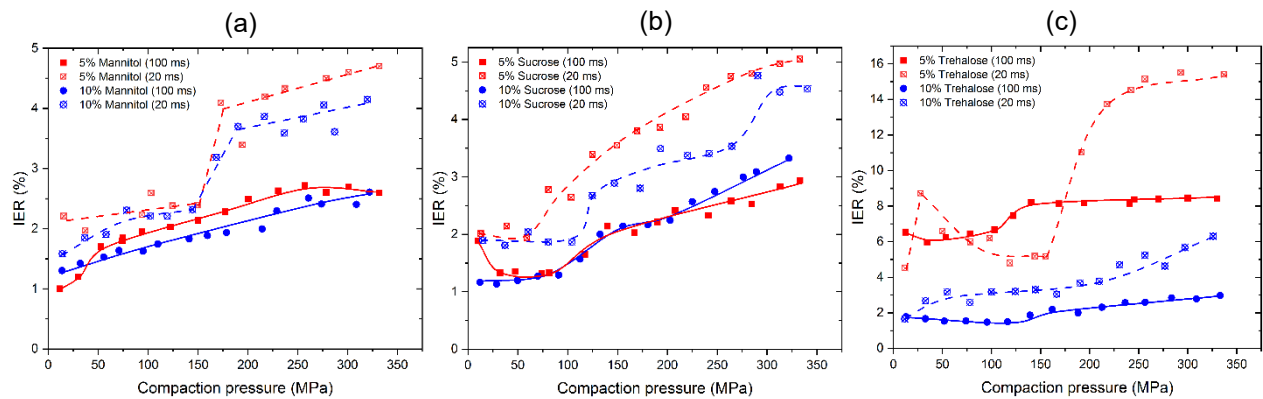 (a)
5% Mannitol (100 ms)
5% Mannitol (20 ms)
10% Mannitol (100 ms)
10% Mannitol (20 ms)
5
4
3
2
1
0
IER (%)
0 50 100 150 200 250 300 350
Compaction pressure (MPa)
(b)
5% Sucrose (100 ms)
5% Sucrose (20 ms)
10% Sucrose (100 ms)
10% Sucrose (20 ms)
5
4
3
2
1
0
IER (%)
0 50 100 150 200 250 300 350
Compaction pressure (MPa)
(c)
5% Trehalose (100 ms)
5% Trehalose (20 ms)
10% Trehalose (100 ms)
10% Trehalose (20 ms)
16
14
12
10
8
6
4
2
0
IER (%)
0 50 100 150 200 250 300 350
Compaction pressure (MPa)